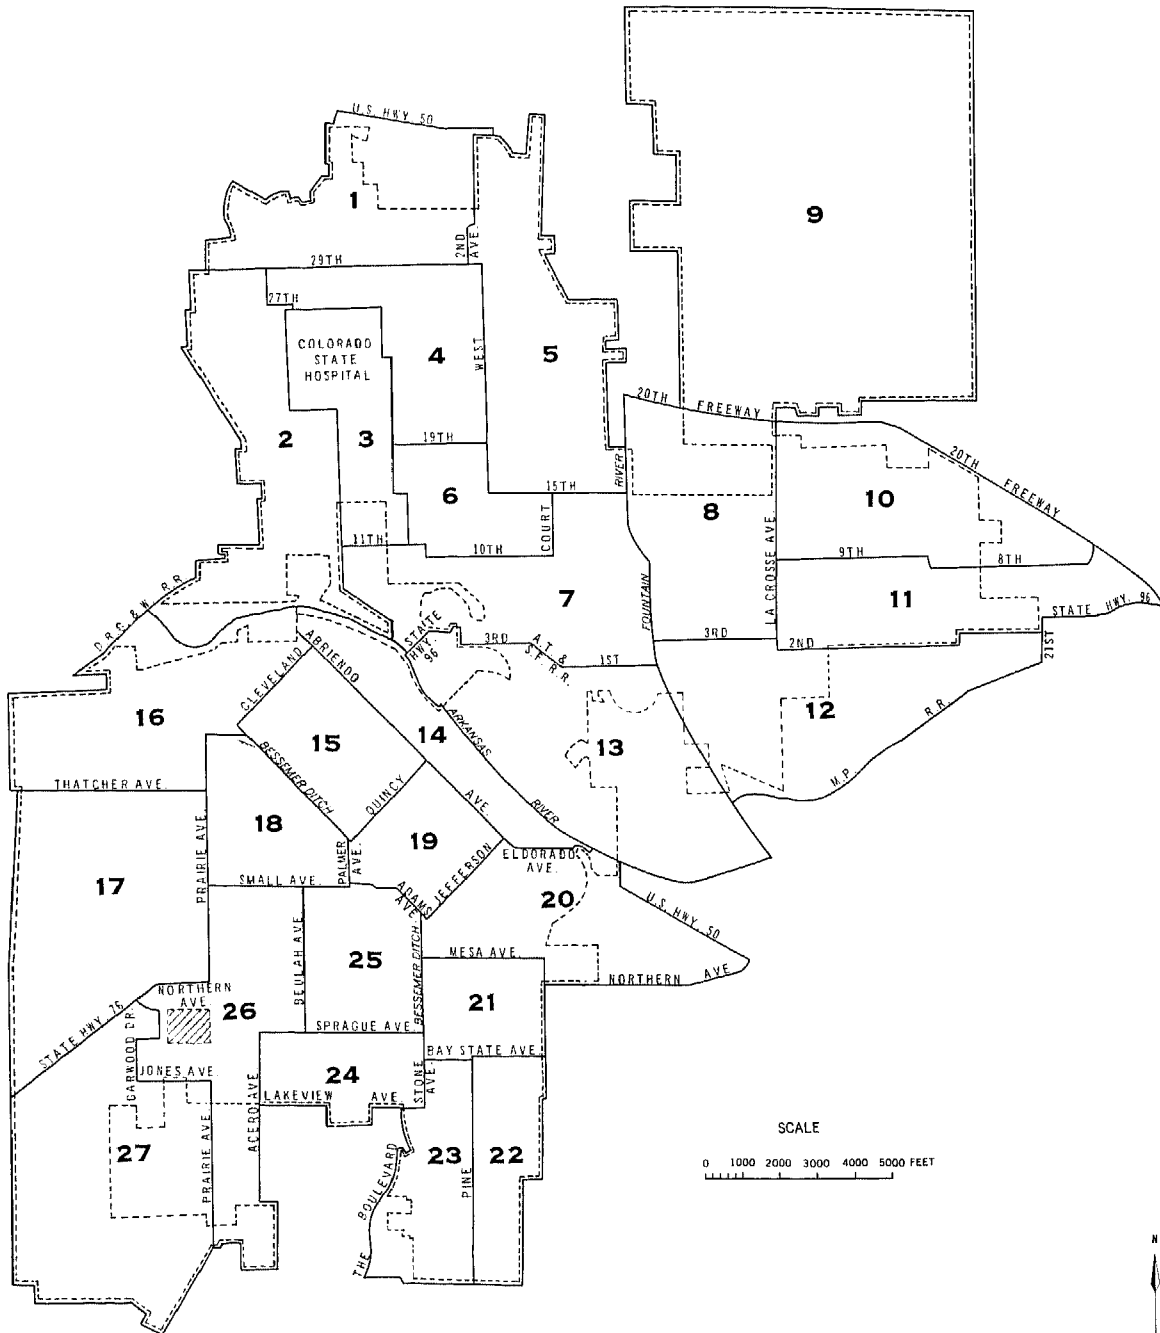 U.S. HWY. 50
1
9
2ND
AVE.
29TH
27TH
COLORADO
STATE
HOSPITAL
4
WEST
5
20TH FREEWAY
2
3
19TH
20TH FREEWAY
6
15TH
RIVER
8
10
11TH
10TH
COURT
LA CROSSE AVE.
9TH
8TH
D.R.G.& W. R.R.
7
FOUNTAIN
11
STATE HWY. 96
STATE
HWY.
96
3RD
A.T. &
S.F. R.R.
1ST
3RD
2ND
21ST
ABRIENDO
CLEVELAND
16
14
ARKANSAS
15
13
12
R.R.
BESSEMER DITCH
M.P.
THATCHER AVE.
QUINCY
AVE.
RIVER
PRAIRIE AVE.
18
PALMER
AVE.
19
JEFFERSON
ELDORADO
AVE.
17
SMALL AVE.
ADAMS
AVE.
20
U.S. HWY. 50
BEULAH AVE
25
BESSEMER DITCH
MESA AVE.
NORTHERN AVE
NORTHERN
AVE.
STATE HWY. 76
26
21
SPRAGUE AVE.
GARWOOD DR.
BAY STATE AVE.
JONES AVE.
24
STONE
AVE.
ACERO AVE
LAKEVIEW AVE.
SCALE
27
PRAIRIE AVE.
23
22
0 1000 2000 3000 4000 5000 FEET
PINE
THE BOULEVARD
N